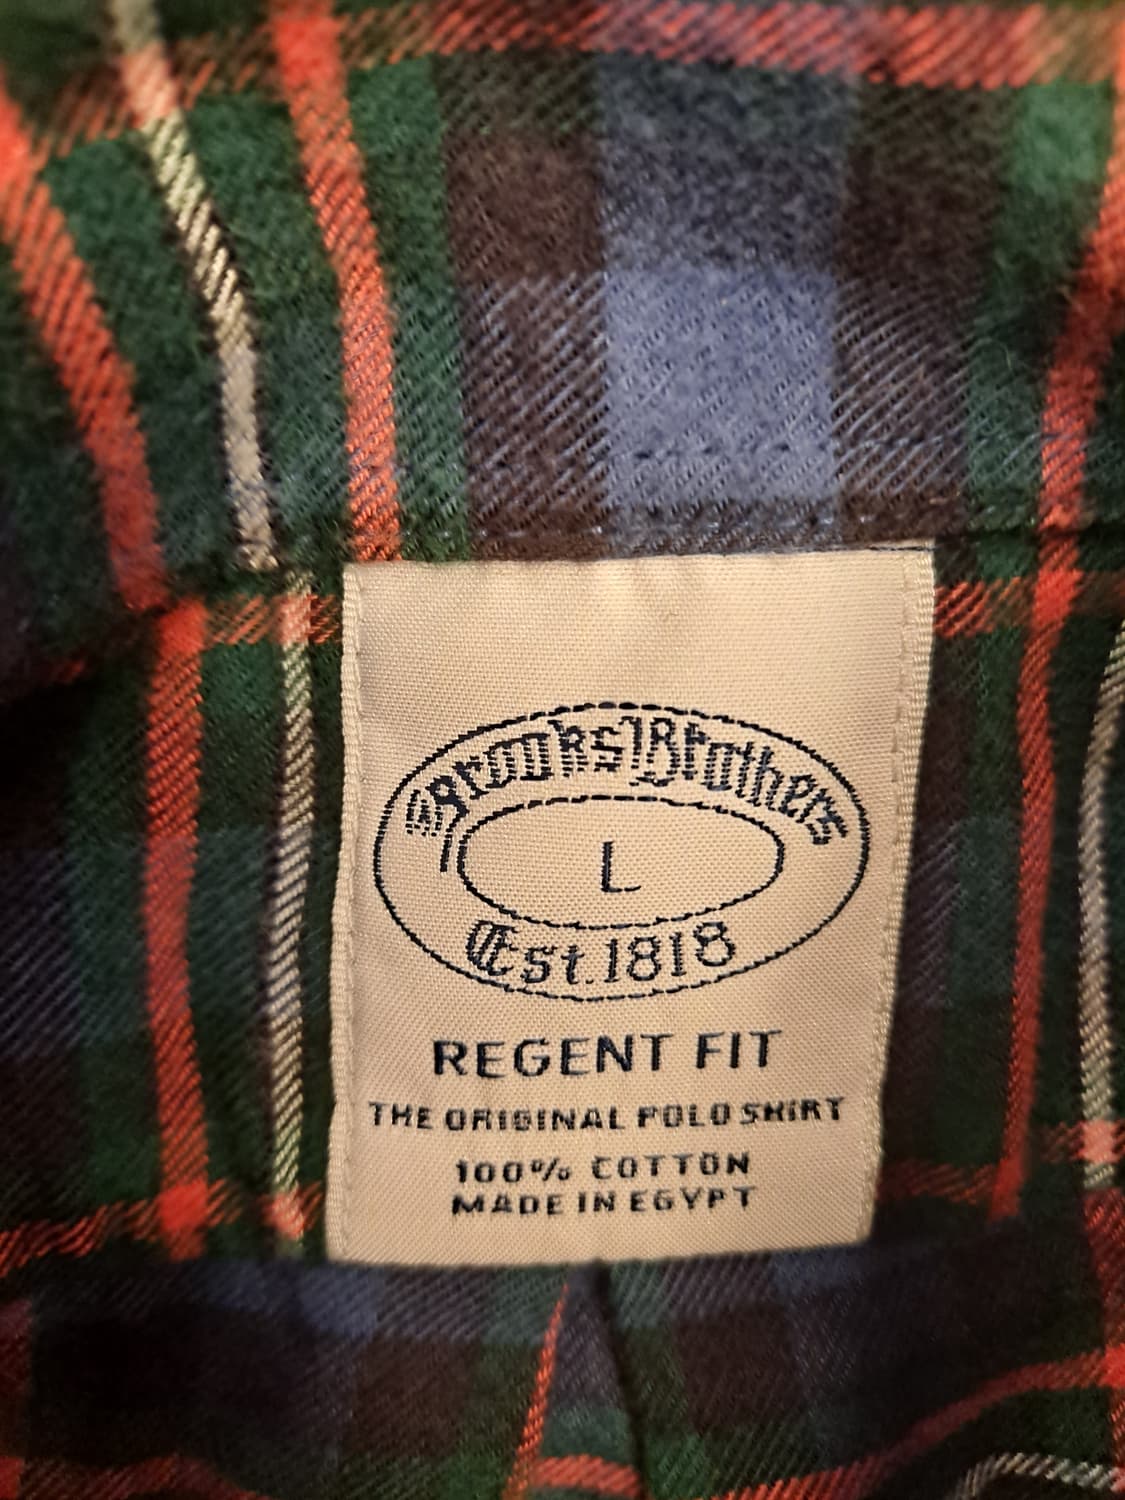 Brooks Brothers
L
Est. 1818
REGENT FIT
THE ORIGINAL POLO SHIRT
100% COTTON
MADE IN EGYPT